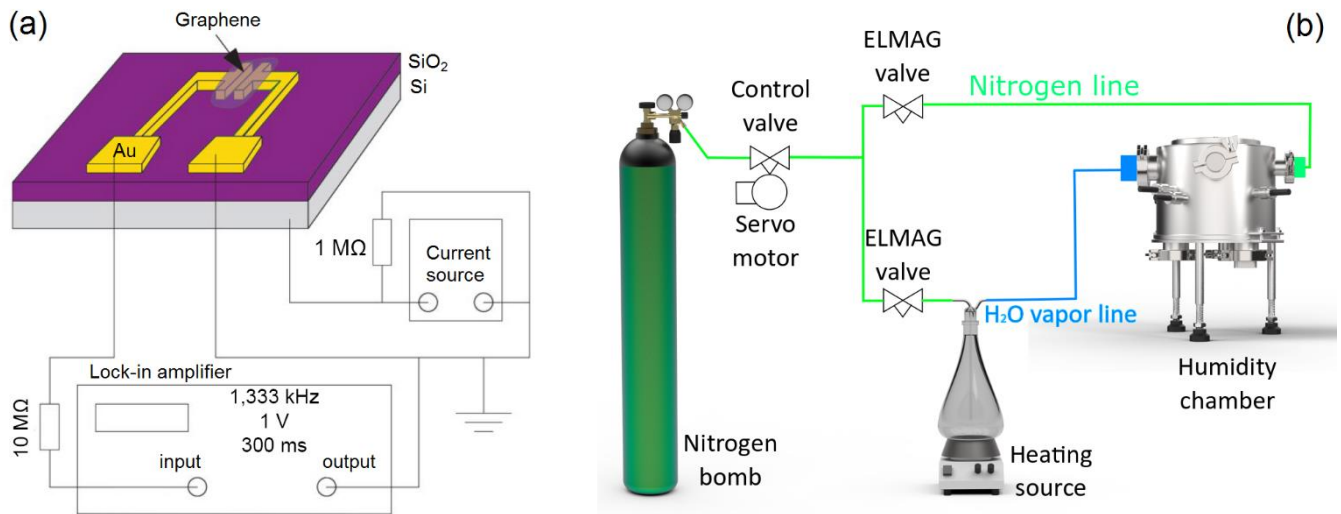 (a)
Graphene
SiO₂
Si
Au
1 MΩ
Current
source
Lock-in amplifier
1,333 kHz
1 V
300 ms
10 MΩ
input
output
(b)
ELMAG
valve
Nitrogen line
Control
valve
Servo
motor
ELMAG
valve
H₂O vapor line
Humidity
chamber
Nitrogen
bomb
Heating
source